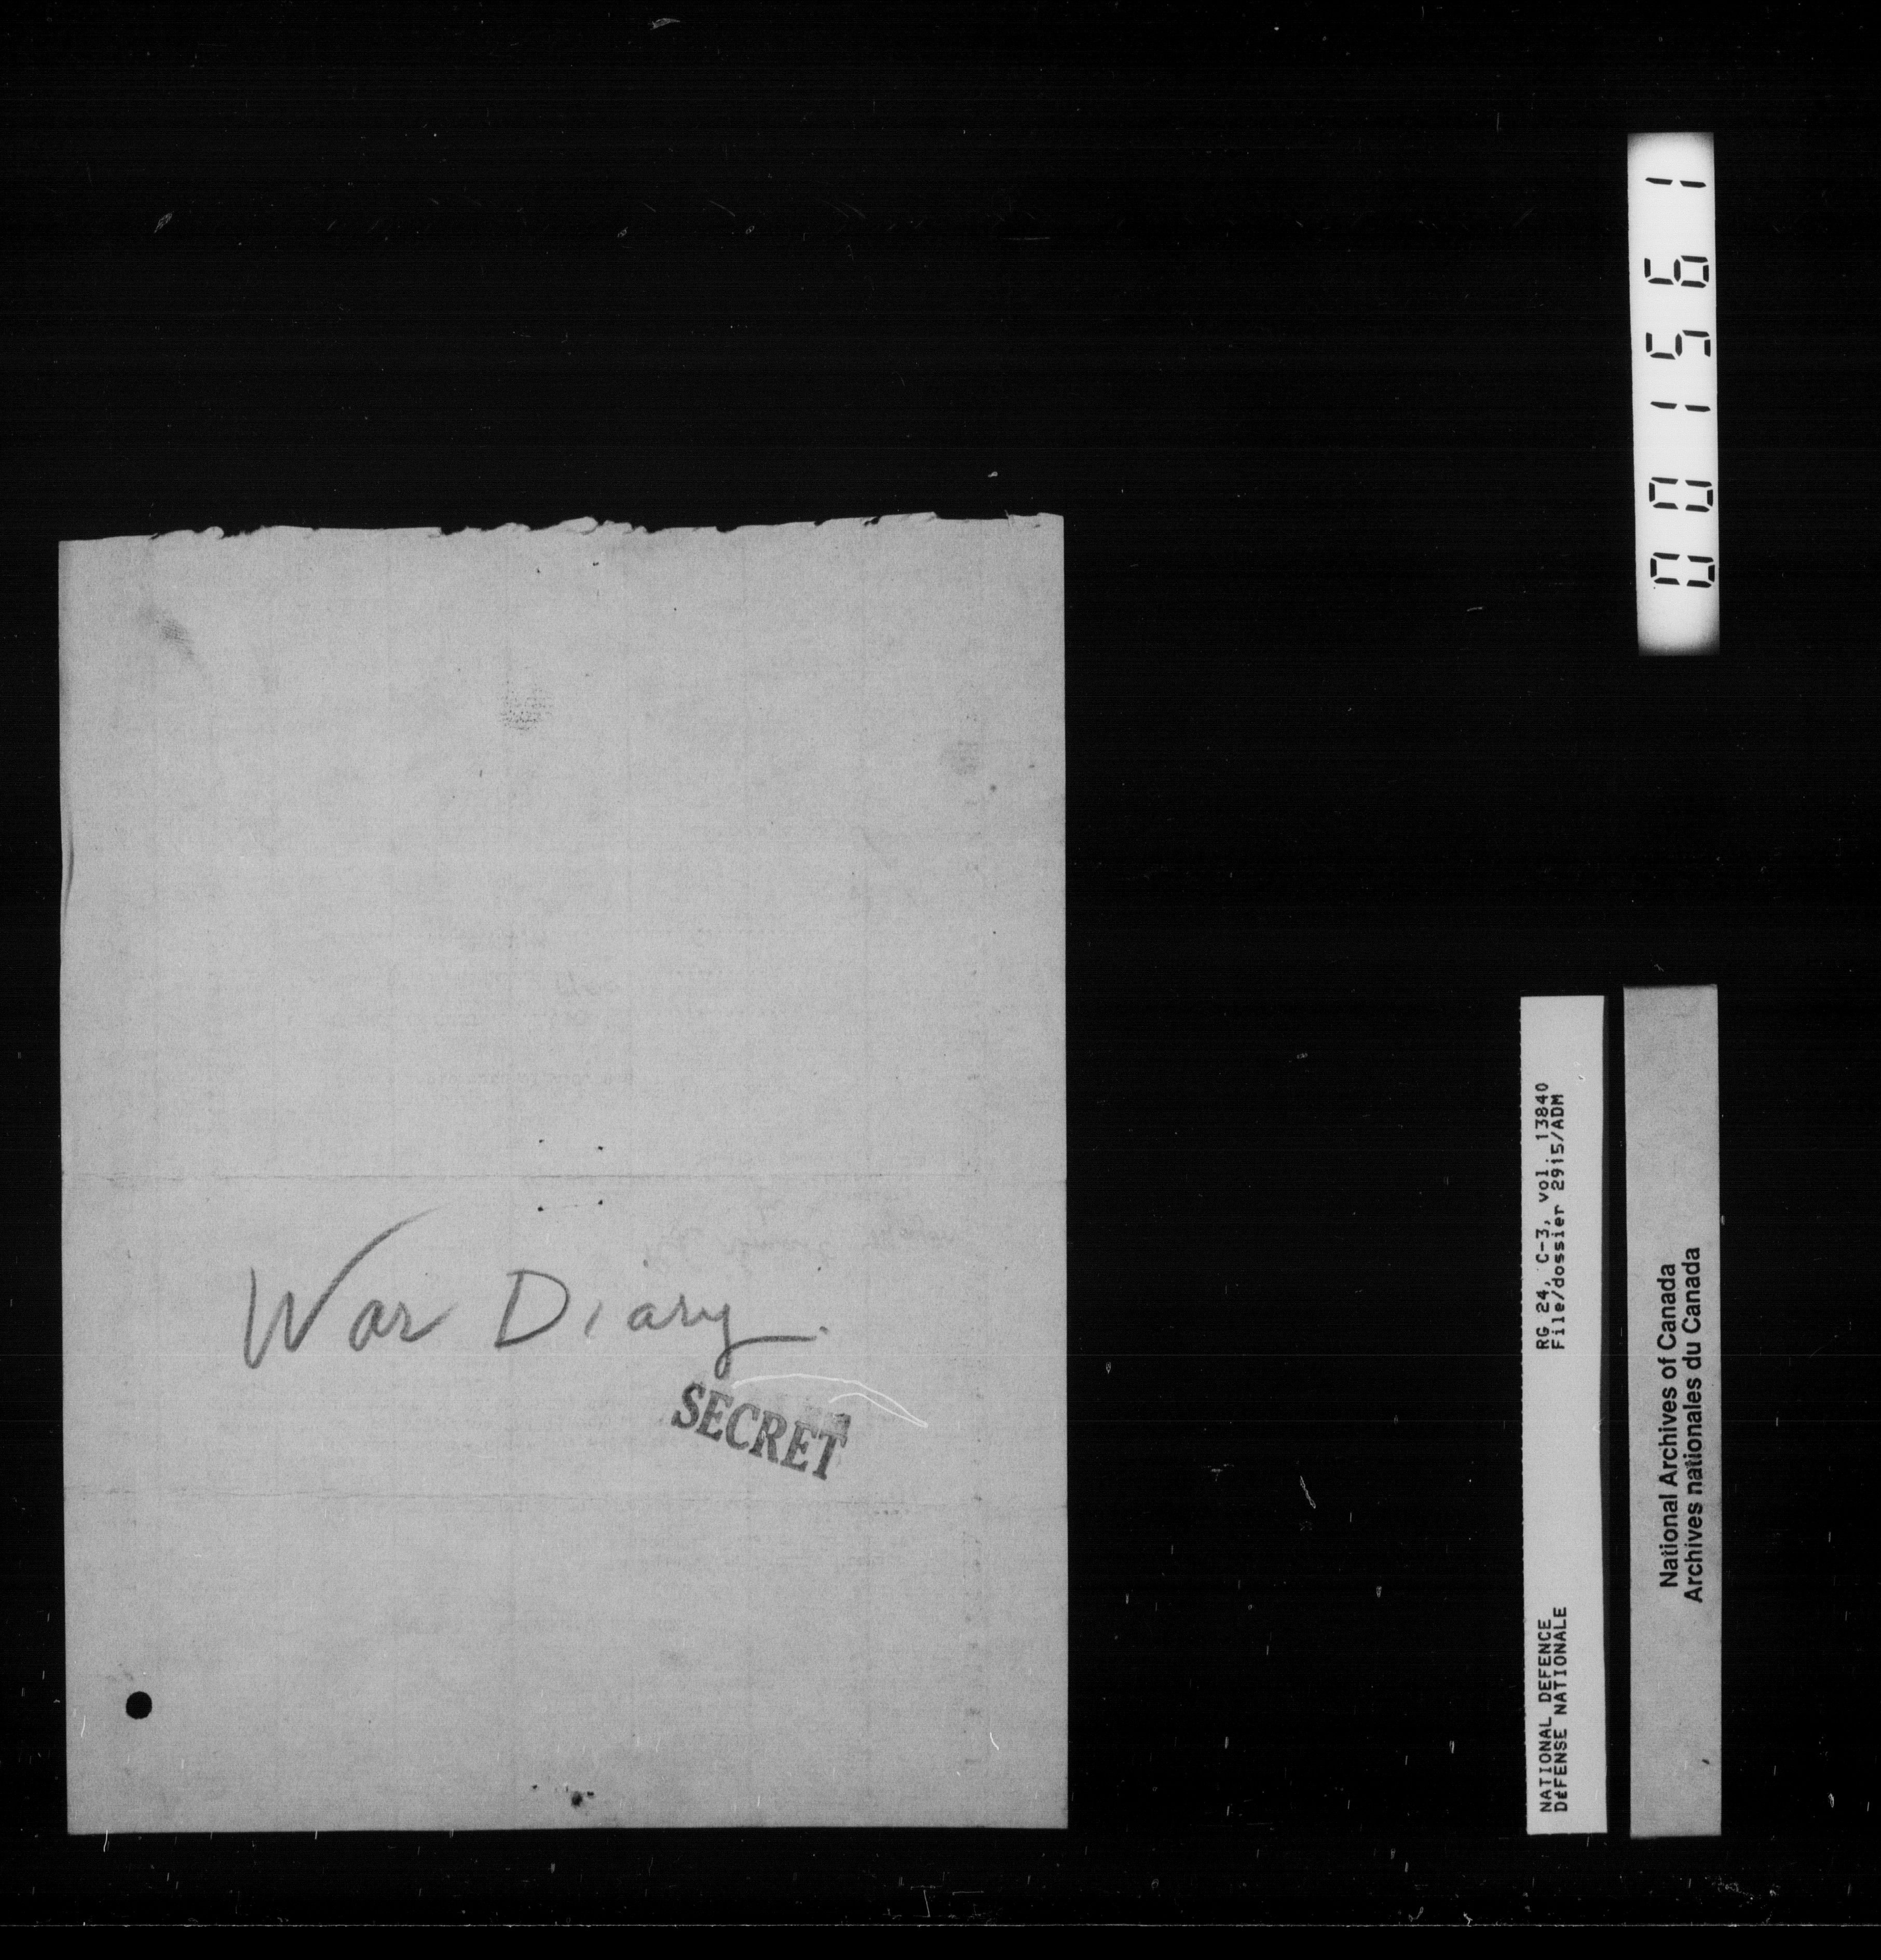 War Diary.
SECRET
001561
RG 24, C-3, vol. 13840
File/dossier 2915/ADM
NATIONAL DEFENCE
DéFENSE NATIONALE
National Archives of Canada
Archives nationales du Canada